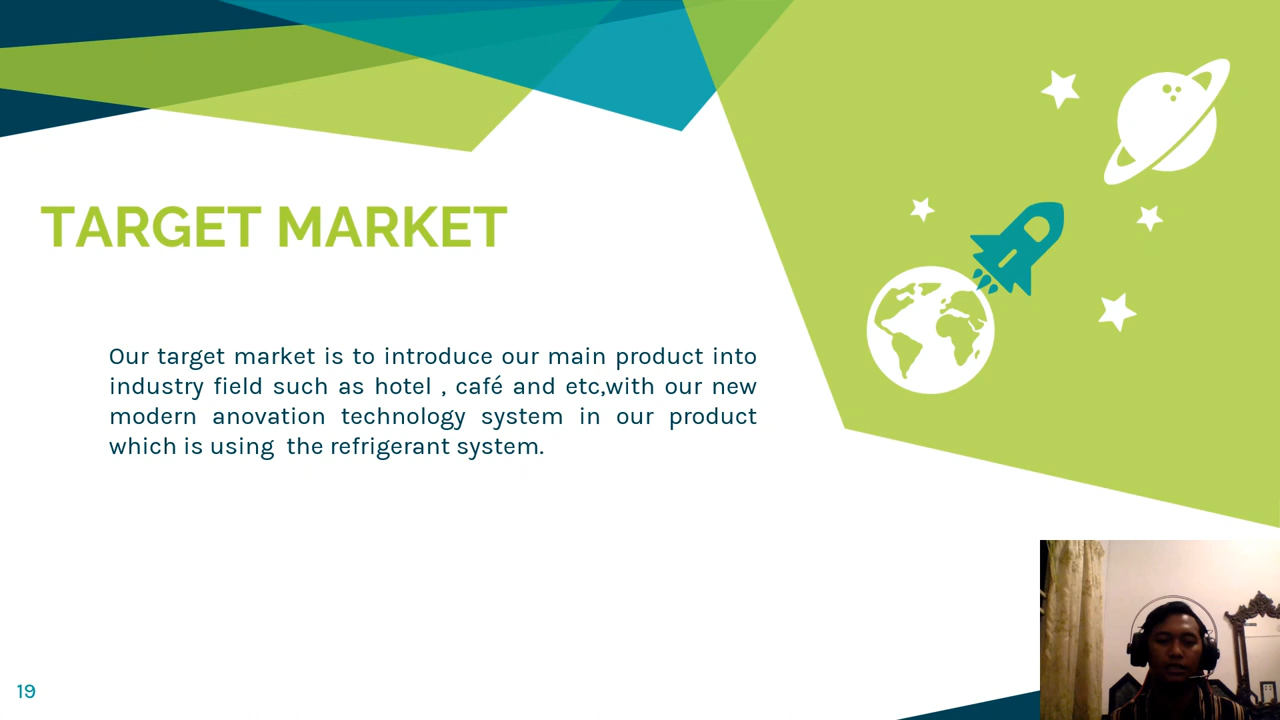 TARGET MARKET
Our target market is to introduce our main product into
industry field such as hotel , café and etc,with our new
modern anovation technology system in our product
which is using  the refrigerant system.
19